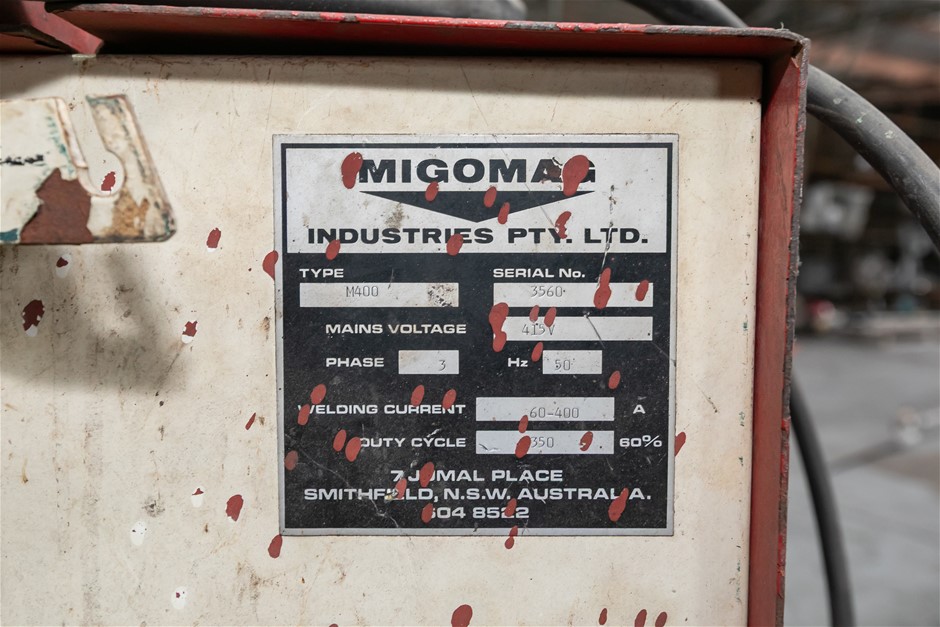 MIGOMAG
INDUSTRIES PTY. LTD.
TYPE SERIAL No.
M400 3560
MAINS VOLTAGE 415V
PHASE 3 Hz 50
WELDING CURRENT 60-400 A
DUTY CYCLE 350 60%
7 JUMAL PLACE
SMITHFIELD, N.S.W. AUSTRALIA.
604 8522